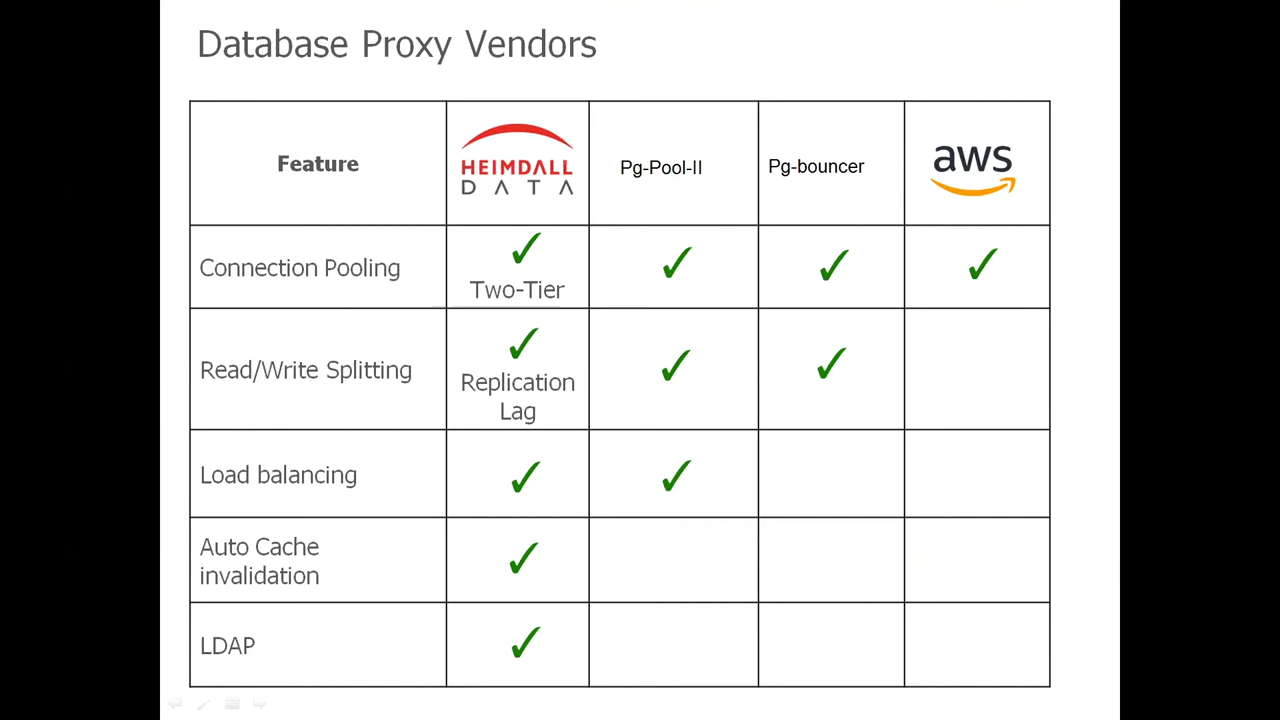 Database Proxy Vendors
Feature
HEIMDALL
DATA
Pg-Pool-II
Pg-bouncer
aws
Connection Pooling
✓
Two-Tier
✓
✓
✓
Read/Write Splitting
✓
Replication
Lag
✓
✓
Load balancing
✓
✓
Auto Cache
invalidation
✓
LDAP
✓